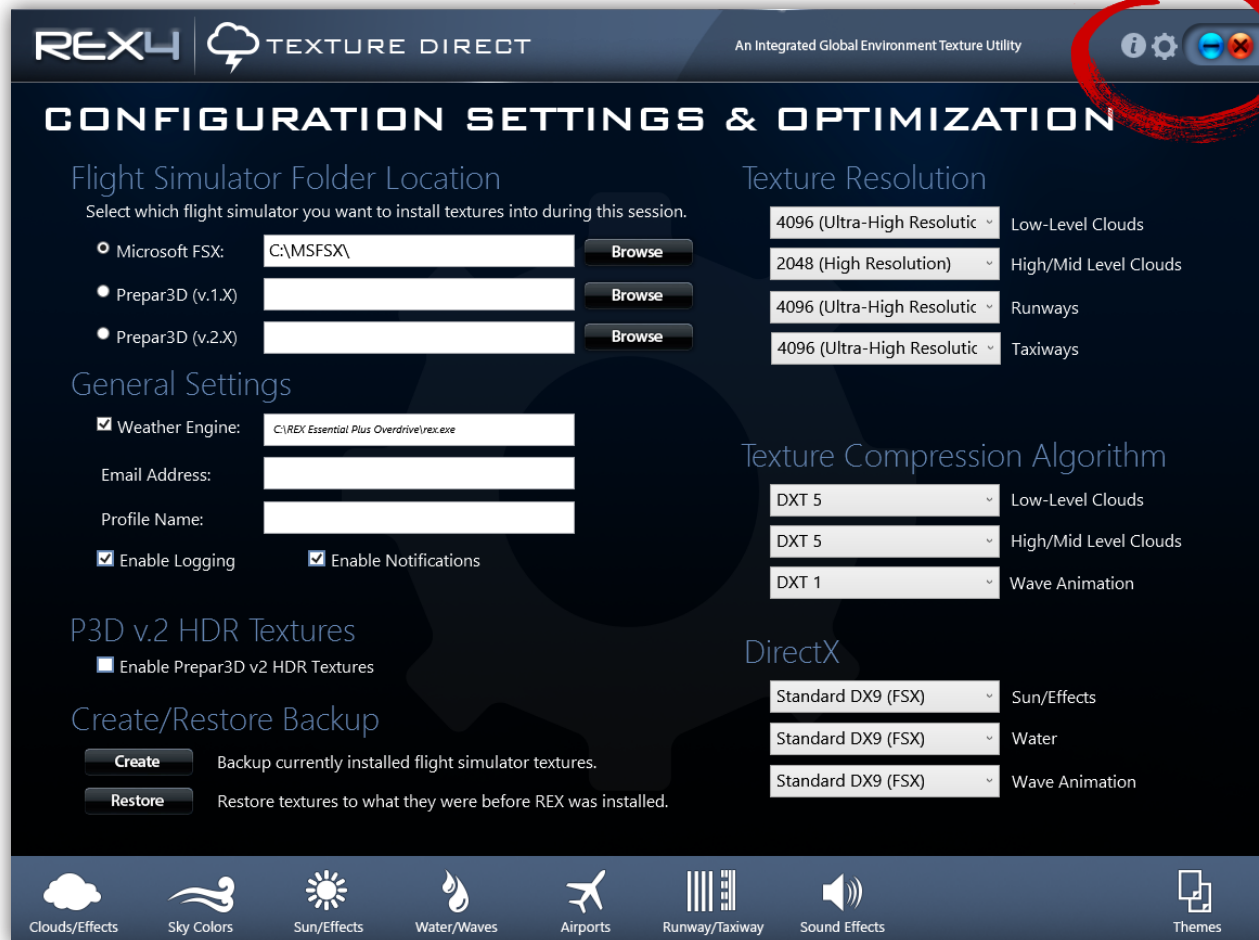 REX4 TEXTURE DIRECT
An Integrated Global Environment Texture Utility
CONFIGURATION SETTINGS & OPTIMIZATION
Flight Simulator Folder Location
Select which flight simulator you want to install textures into during this session.
Microsoft FSX: C:\MSFSX\ Browse
Prepar3D (v.1.X) Browse
Prepar3D (v.2.X) Browse
General Settings
Weather Engine: C:\REX Essential Plus Overdrive\rex.exe
Email Address:
Profile Name:
Enable Logging Enable Notifications
P3D v.2 HDR Textures
Enable Prepar3D v2 HDR Textures
Create/Restore Backup
Create Backup currently installed flight simulator textures.
Restore Restore textures to what they were before REX was installed.
Texture Resolution
4096 (Ultra-High Resolutic Low-Level Clouds
2048 (High Resolution) High/Mid Level Clouds
4096 (Ultra-High Resolutic Runways
4096 (Ultra-High Resolutic Taxiways
Texture Compression Algorithm
DXT 5 Low-Level Clouds
DXT 5 High/Mid Level Clouds
DXT 1 Wave Animation
DirectX
Standard DX9 (FSX) Sun/Effects
Standard DX9 (FSX) Water
Standard DX9 (FSX) Wave Animation
Clouds/Effects Sky Colors Sun/Effects Water/Waves Airports Runway/Taxiway Sound Effects Themes